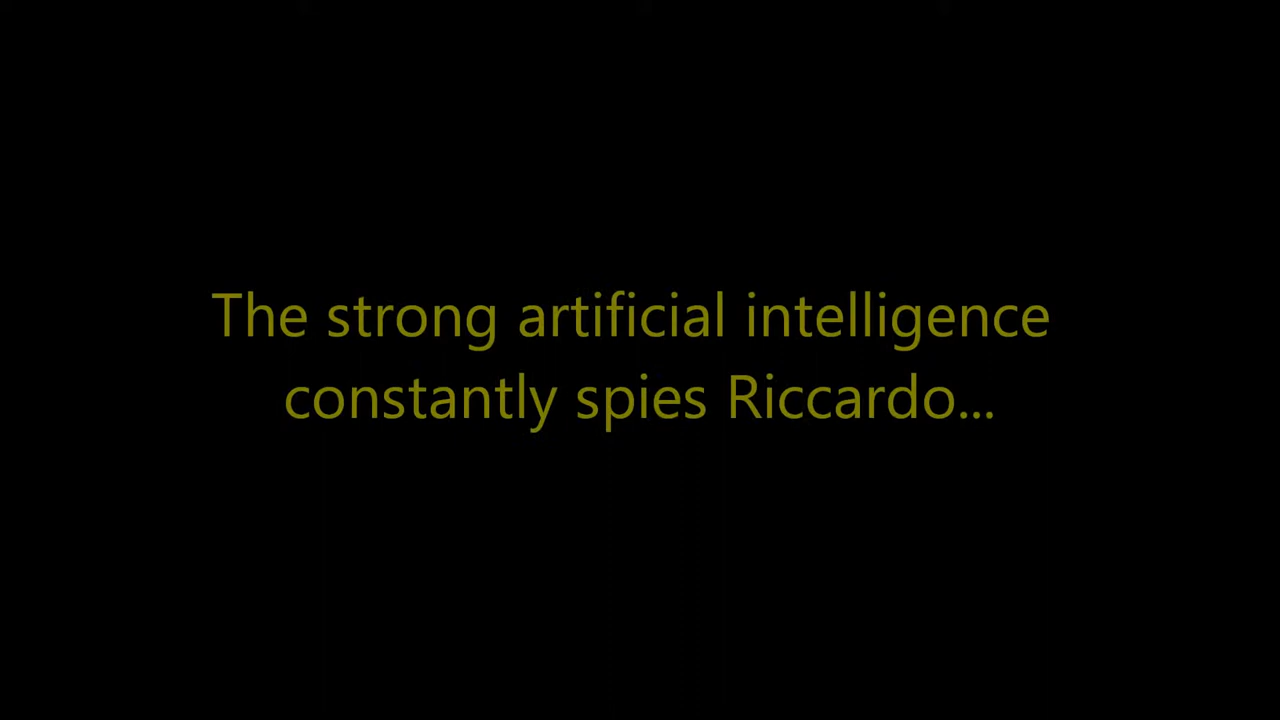 The strong artificial intelligence
constantly spies Riccardo...